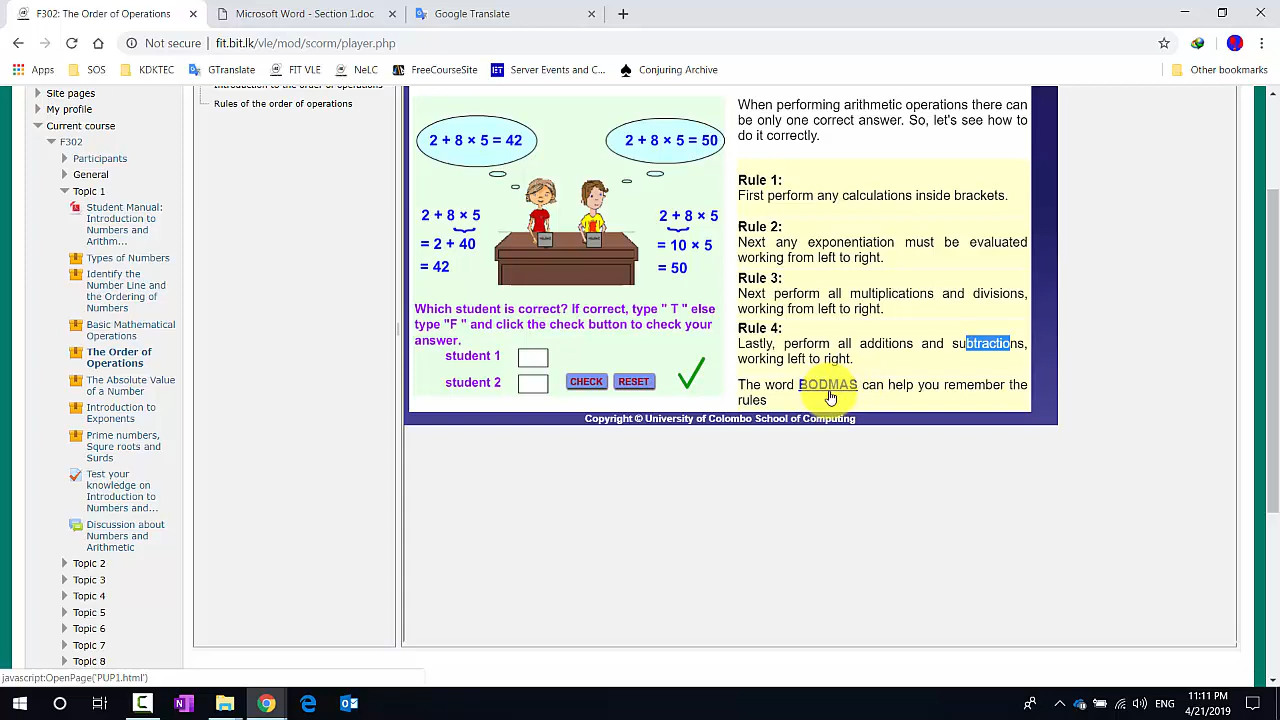 F302: The Order of Operations
Microsoft Word - Section 1.doc
Google Translate
Not secure
fit.bit.lk/vle/mod/scorm/player.php
Apps
SOS
KDKTEC
GTranslate
FIT VLE
NeLC
FreeCourseSite
Server Events and C...
Conjuring Archive
Other bookmarks
Site pages
My profile
Current course
F302
Participants
General
Topic 1
Student Manual:
Introduction to
Numbers and
Arithm...
Types of Numbers
Identify the
Number Line and
the Ordering of
Numbers
Basic Mathematical
Operations
The Order of
Operations
The Absolute Value
of a Number
Introduction to
Exponents
Prime numbers,
Squre roots and
Surds
Test your
knowledge on
Introduction to
Numbers and...
Discussion about
Numbers and
Arithmetic
Topic 2
Topic 3
Topic 4
Topic 5
Topic 6
Topic 7
Topic 8
Introduction to the order of operations
Rules of the order of operations
2 + 8 × 5 = 42
2 + 8 × 5 = 50
2 + 8 × 5
= 2 + 40
= 42
2 + 8 × 5
= 10 × 5
= 50
Which student is correct? If correct, type " T " else
type "F " and click the check button to check your
answer.
student 1
student 2
CHECK
RESET
When performing arithmetic operations there can
be only one correct answer. So, let's see how to
do it correctly.
Rule 1:
First perform any calculations inside brackets.
Rule 2:
Next any exponentiation must be evaluated
working from left to right.
Rule 3:
Next perform all multiplications and divisions,
working from left to right.
Rule 4:
Lastly, perform all additions and subtractions,
working left to right.
The word BODMAS can help you remember the
rules
Copyright © University of Colombo School of Computing
javascript:OpenPage('PUP1.html')
ENG
11:11 PM
4/21/2019